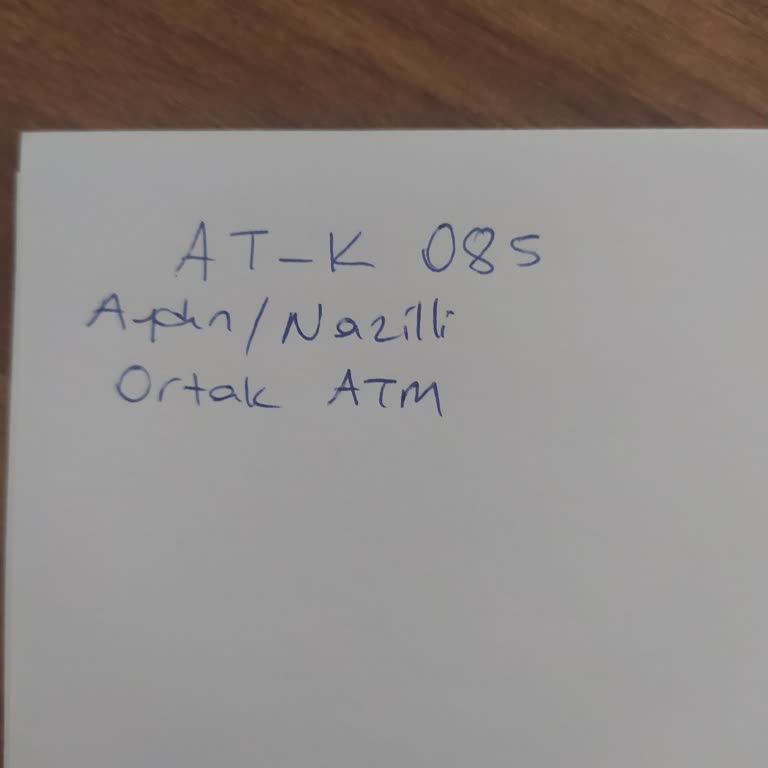 AT-K 085
Aydın/Nazilli
Ortak ATM